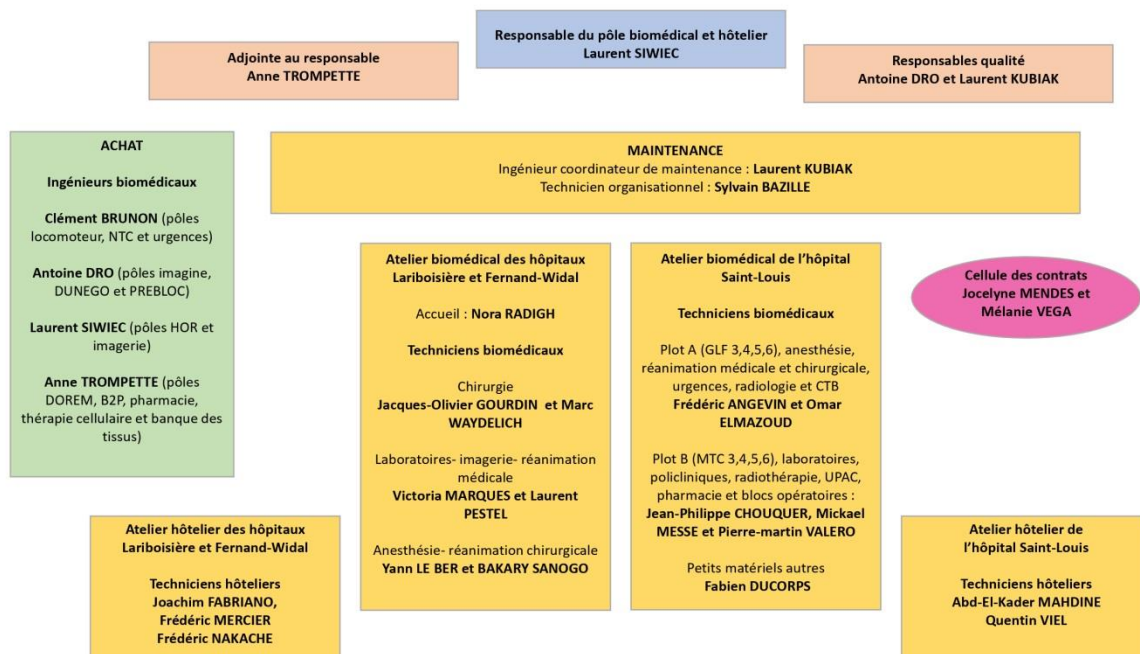 Responsable du pôle biomédical et hôtelier
Laurent SIWIEC
Adjointe au responsable
Anne TROMPETTE
Responsables qualité
Antoine DRO et Laurent KUBIAK
ACHAT
Ingénieurs biomédicaux
Clément BRUNON (pôles
locomoteur, NTC et urgences)
Antoine DRO (pôles imagine,
DUNEGO et PREBLOC)
Laurent SIWIEC (pôles HOR et
imagerie)
Anne TROMPETTE (pôles
DOREM, B2P, pharmacie,
thérapie cellulaire et banque des
tissus)
MAINTENANCE
Ingénieur coordinateur de maintenance : Laurent KUBIAK
Technicien organisationnel : Sylvain BAZILLE
Atelier biomédical des hôpitaux
Lariboisière et Fernand-Widal
Accueil : Nora RADIGH
Techniciens biomédicaux
Chirurgie
Jacques-Olivier GOURDIN et Marc
WAYDELICH
Laboratoires- imagerie- réanimation
médicale
Victoria MARQUES et Laurent
PESTEL
Anesthésie- réanimation chirurgicale
Yann LE BER et BAKARY SANOGO
Atelier biomédical de l'hôpital
Saint-Louis
Techniciens biomédicaux
Plot A (GLF 3,4,5,6), anesthésie,
réanimation médicale et chirurgicale,
urgences, radiologie et CTB
Frédéric ANGEVIN et Omar
ELMAZOUD
Plot B (MTC 3,4,5,6), laboratoires,
policliniques, radiothérapie, UPAC,
pharmacie et blocs opératoires :
Jean-Philippe CHOUQUER, Mickael
MESSE et Pierre-martin VALERO
Petits matériels autres
Fabien DUCORPS
Cellule des contrats
Jocelyne MENDES et
Mélanie VEGA
Atelier hôtelier des hôpitaux
Lariboisière et Fernand-Widal
Techniciens hôteliers
Joachim FABRIANO,
Frédéric MERCIER
Frédéric NAKACHE
Atelier hôtelier de
l'hôpital Saint-Louis
Techniciens hôteliers
Abd-El-Kader MAHDINE
Quentin VIEL